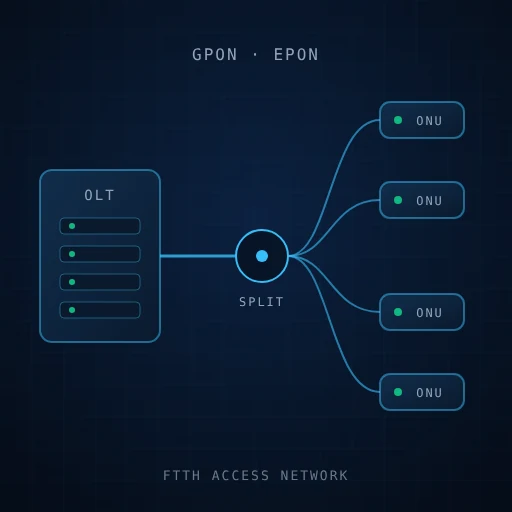 GPON · EPON
ONU
OLT
ONU
SPLIT
ONU
ONU
FTTH ACCESS NETWORK